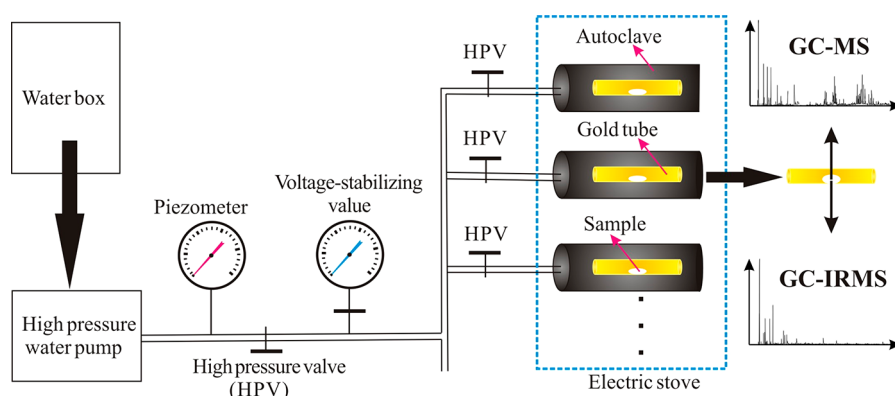 Water box
High pressure
water pump
Piezometer
Voltage-stabilizing
value
High pressure valve
(HPV)
HPV
HPV
HPV
Autoclave
Gold tube
Sample
Electric stove
GC-MS
GC-IRMS